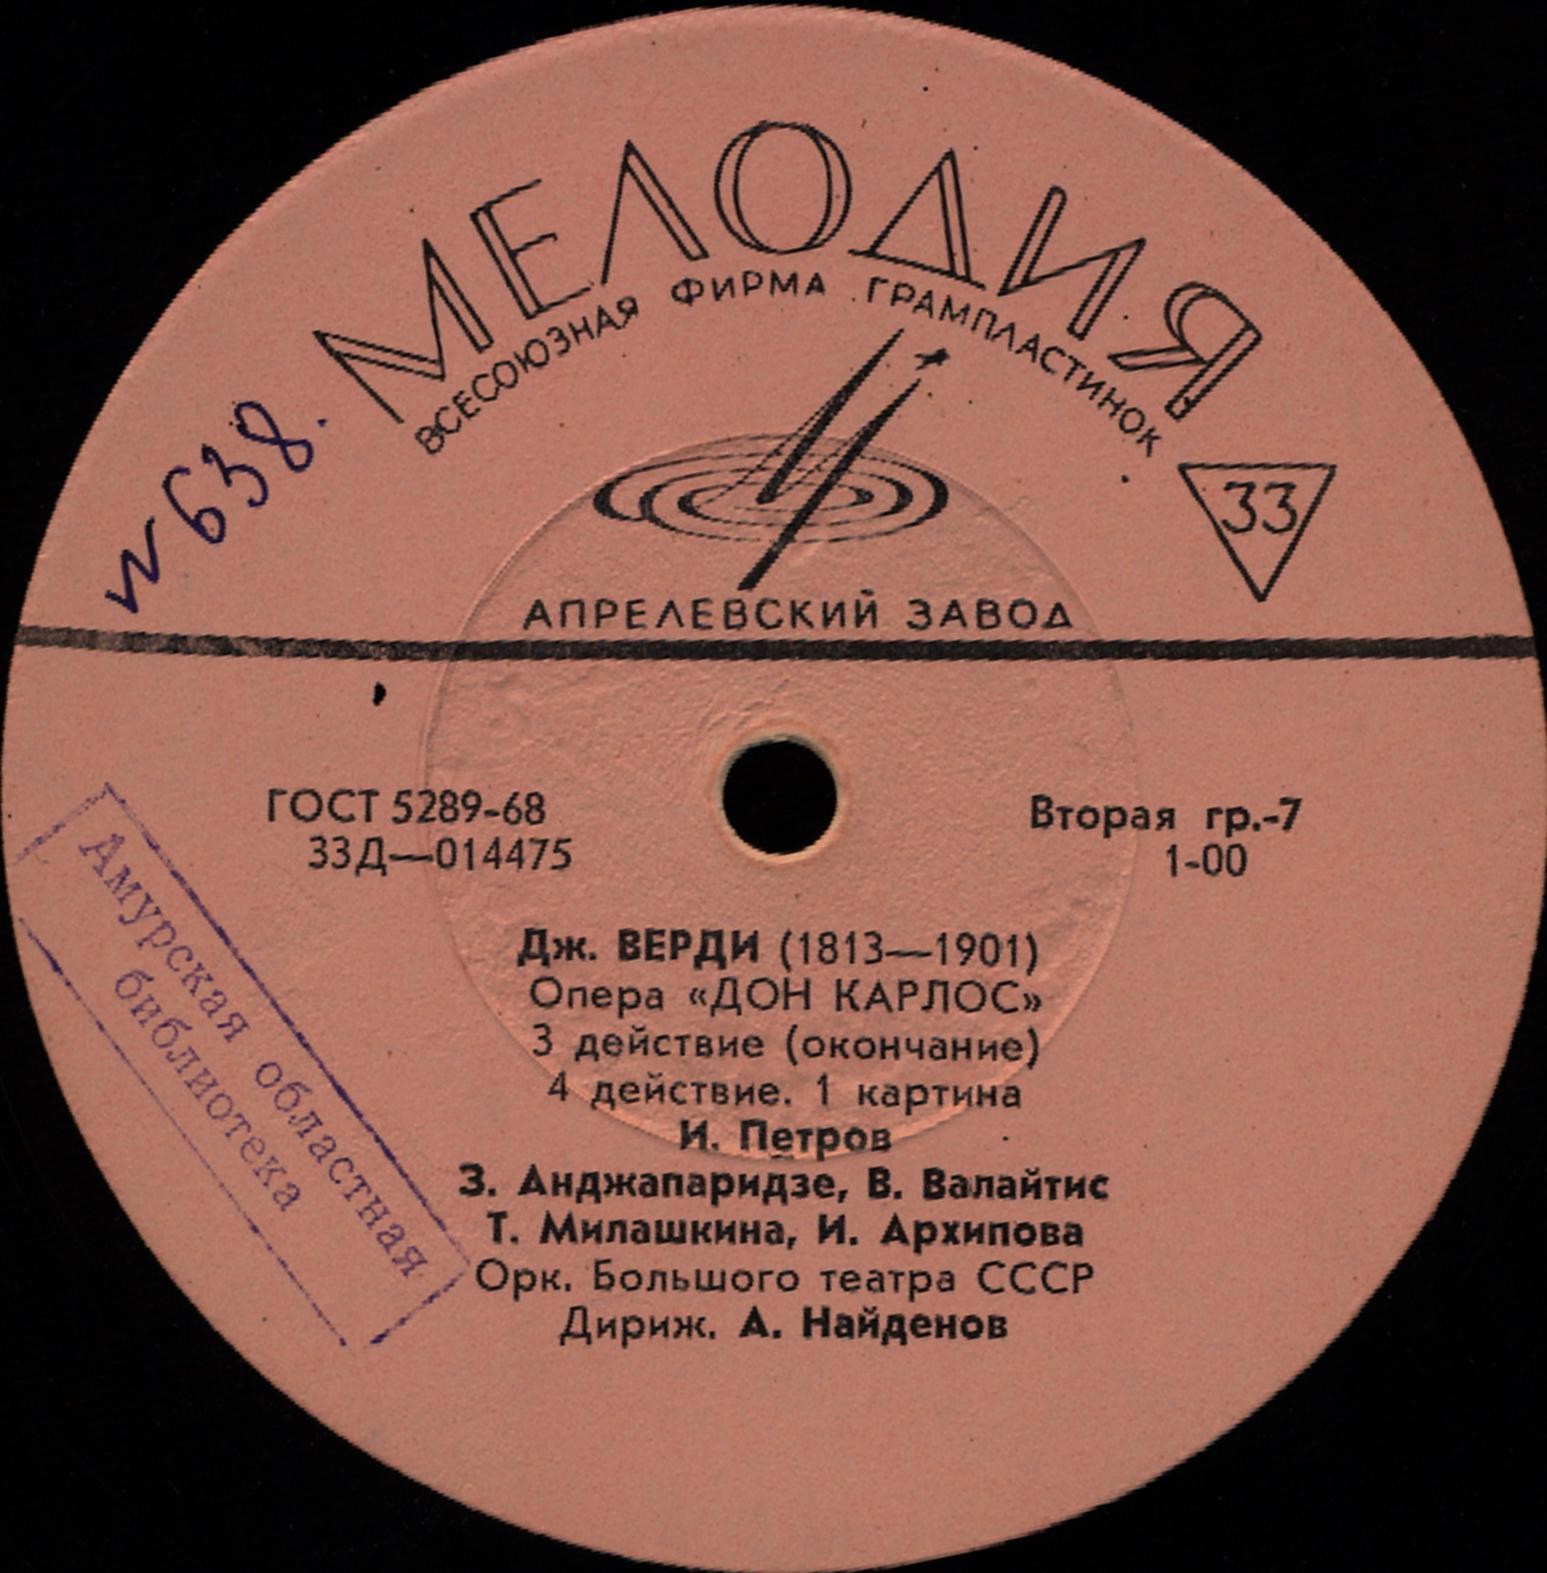 МЕЛОДИЯ
ВСЕСОЮЗНАЯ ФИРМА ГРАМПЛАСТИНОК
33
N 638.
АПРЕЛЕВСКИЙ ЗАВОД
ГОСТ 5289-68
33Д—014475
Вторая гр.-7
1-00
Дж. ВЕРДИ (1813—1901)
Опера «ДОН КАРЛОС»
3 действие (окончание)
4 действие. 1 картина
И. Петров
З. Анджапаридзе, В. Валайтис
Т. Милашкина, И. Архипова
Орк. Большого театра СССР
Дириж. А. Найденов
Амурская областная
библиотека